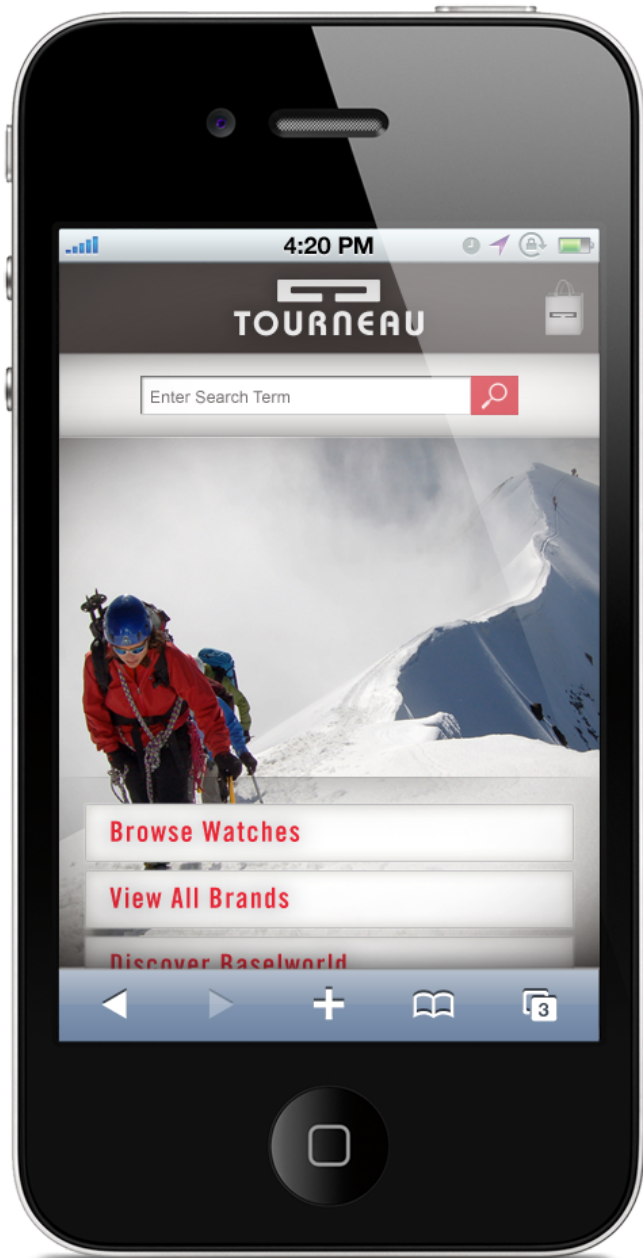 4:20 PM
TOURNEAU
Enter Search Term
Browse Watches
View All Brands
Discover Baselworld
3